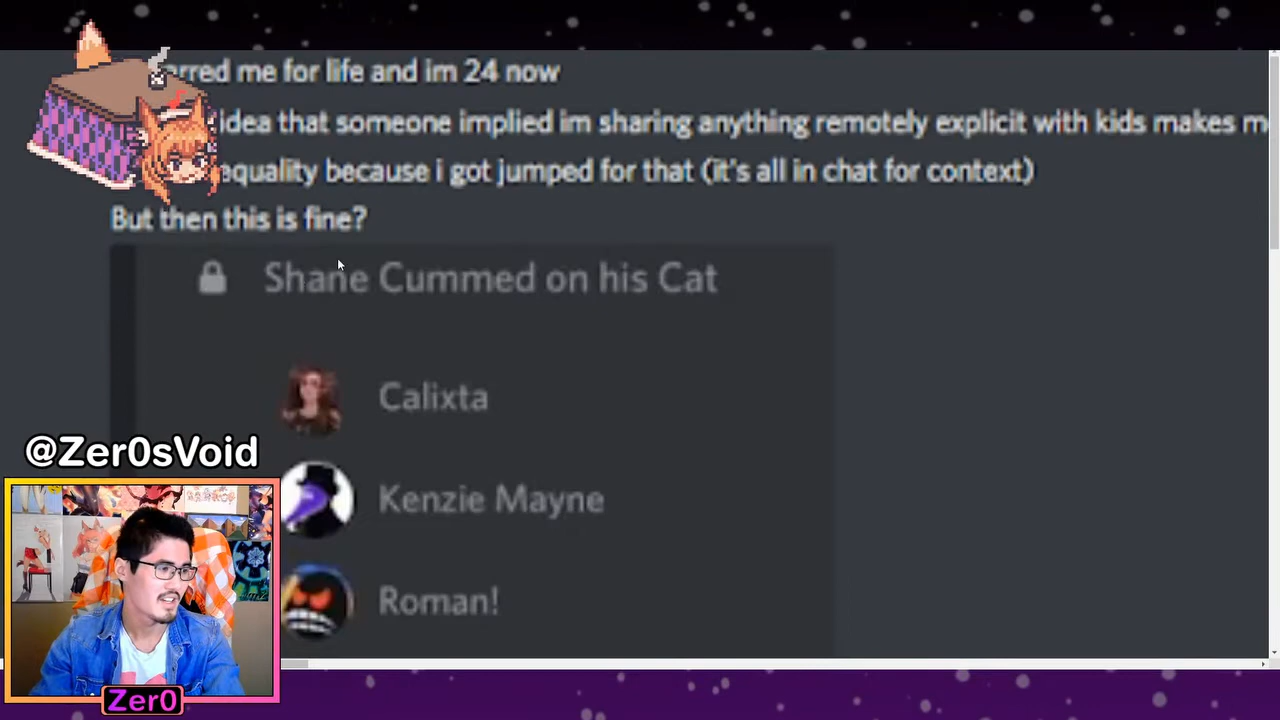 rred me for life and im 24 now
idea that someone implied im sharing anything remotely explicit with kids makes m
equality because i got jumped for that (it's all in chat for context)
But then this is fine?
Shane Cummed on his Cat
Calixta
Kenzie Mayne
Roman!
@Zer0sVoid
Zer0